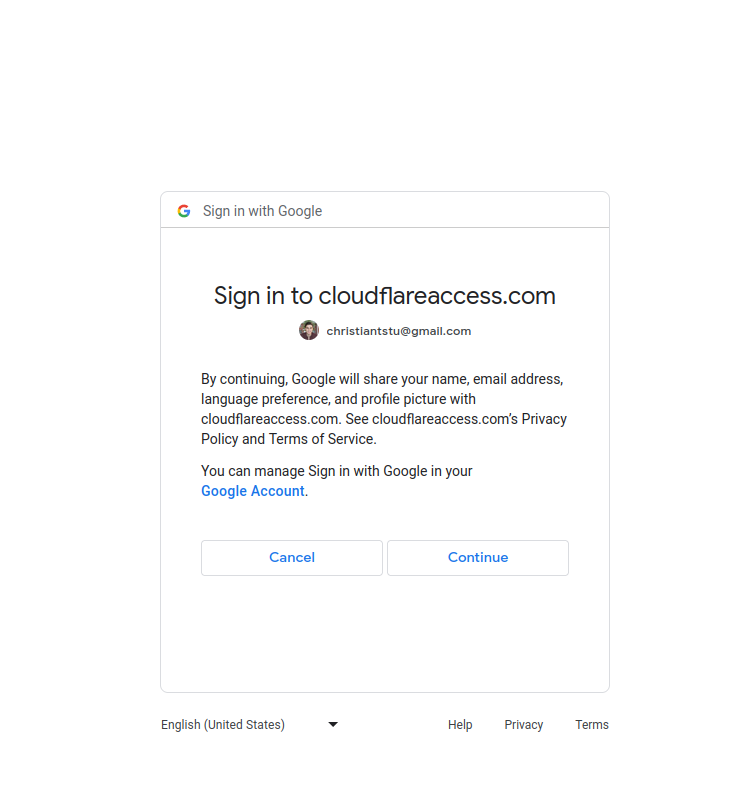 Sign in with Google
Sign in to cloudflareaccess.com
christiantstu@gmail.com
By continuing, Google will share your name, email address,
language preference, and profile picture with
cloudflareaccess.com. See cloudflareaccess.com’s Privacy
Policy and Terms of Service.
You can manage Sign in with Google in your
Google Account.
Cancel
Continue
English (United States)
Help
Privacy
Terms